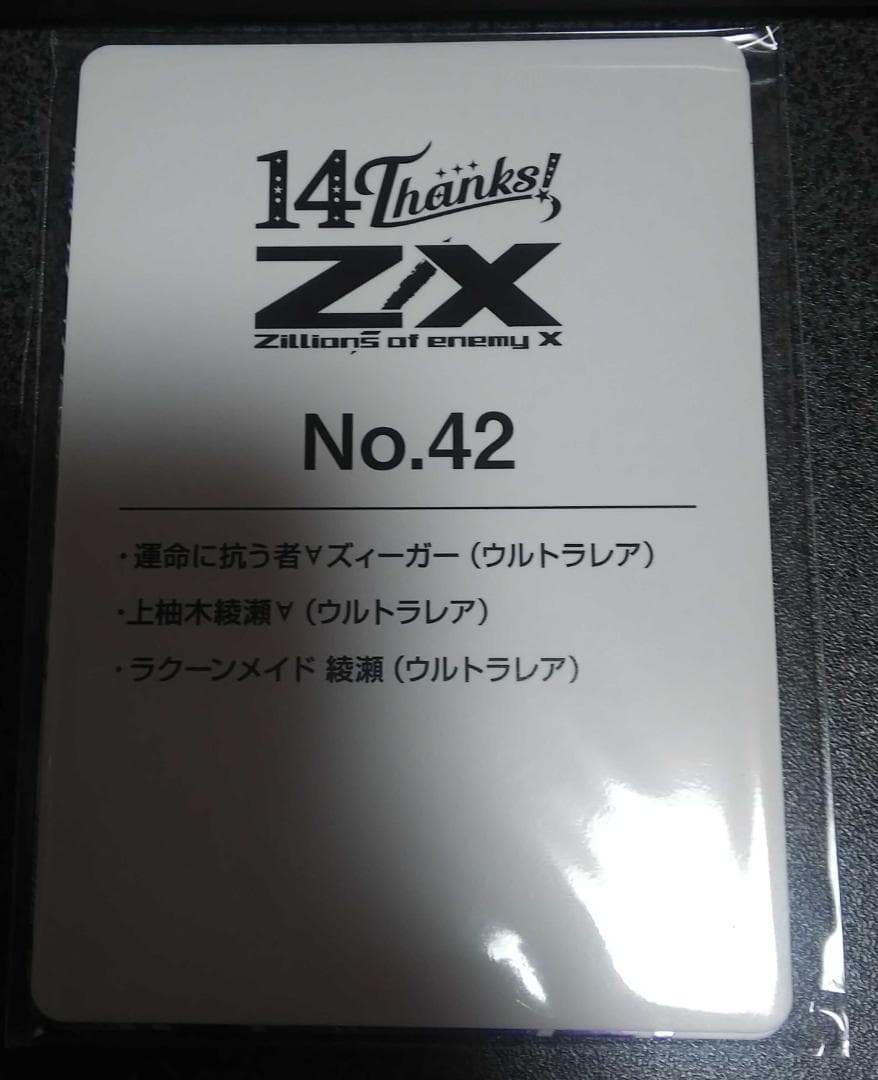 14 Thanks!
Z/X
Zillions of enemy X
No.42
・運命に抗う者∀ズィーガー（ウルトラレア）
・上柚木綾瀬∀（ウルトラレア）
・ラクーンメイド 綾瀬（ウルトラレア）